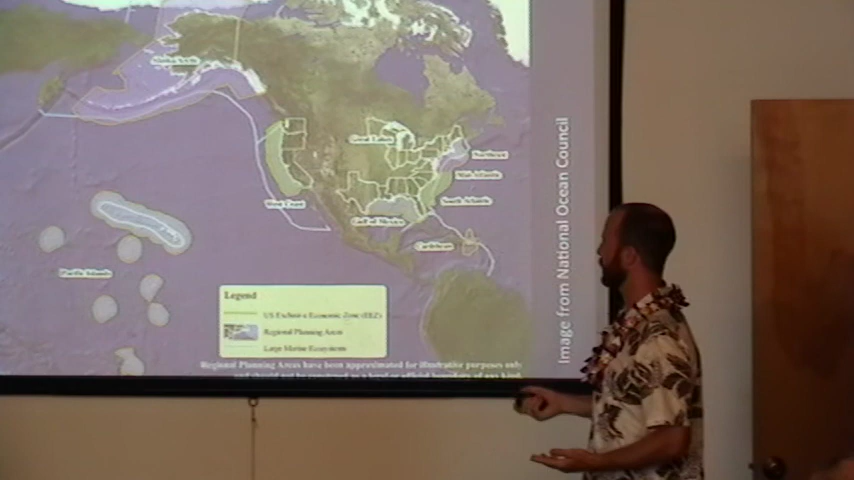 Alaska/Arctic
Great Lakes
Northeast
Mid Atlantic
South Atlantic
West Coast
Gulf of Mexico
Caribbean
Pacific Islands
Legend
US Exclusive Economic Zone (EEZ)
Regional Planning Areas
Large Marine Ecosystems
Regional Planning Areas have been approximated for illustrative purposes only
Image from National Ocean Council